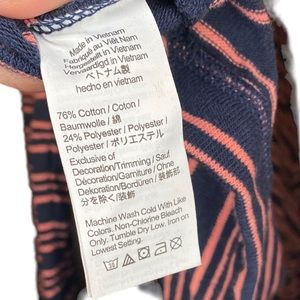 Made in Vietnam
Fabriqué au Viêt Nam
Hergestellt in Vietnam
Vervaardigd in Vietnam
ベトナム製
hecho en vietnam
76% Cotton / Coton /
Baumwolle / 綿
24% Polyester / Polyester /
Polyester / ポリエステル
Exclusive of
Decoration/Trimming / Sauf
Décoration/Garniture / Ohne
Dekoration/Bordüren / 装飾部
分を除く / 装飾
Machine Wash Cold With Like
Colors. Non-Chlorine Bleach
Only. Tumble Dry Low. Iron on
Lowest Setting.